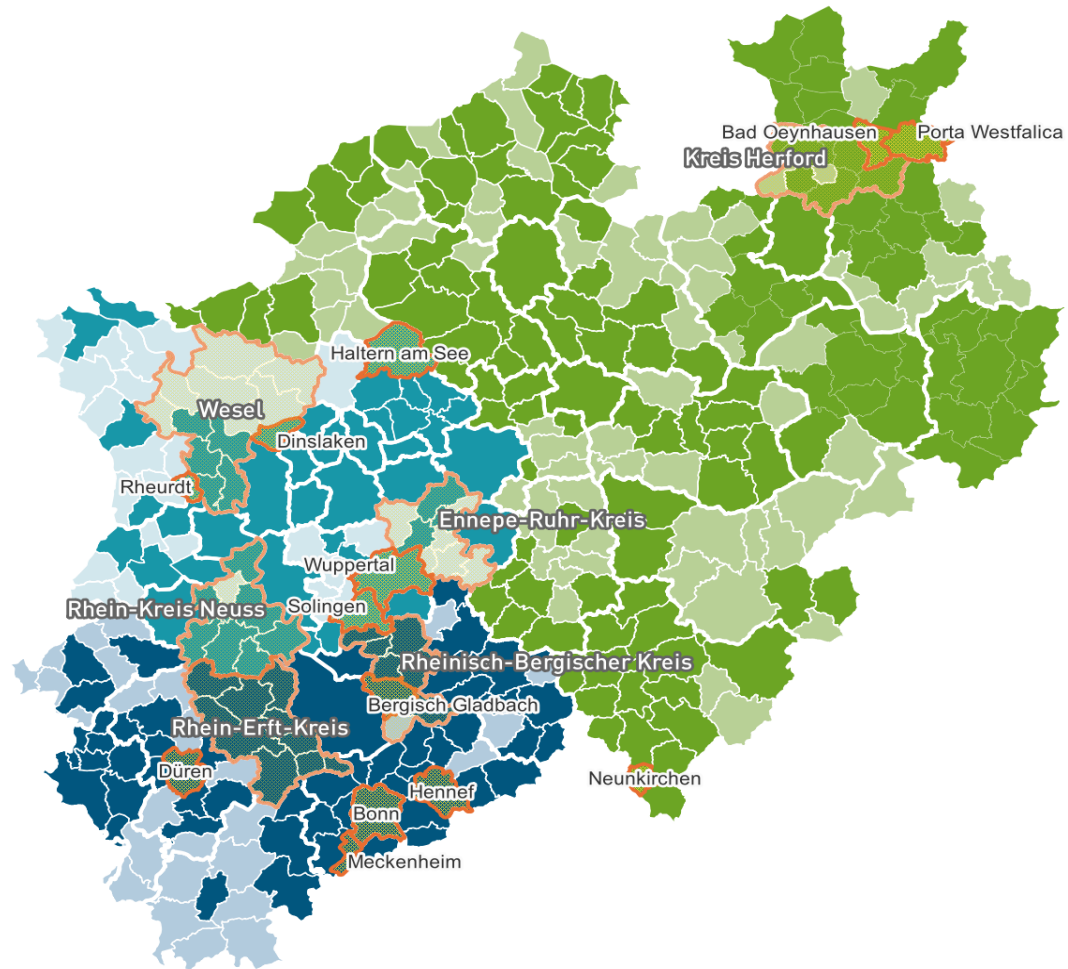 Bad Oeynhausen
Porta Westfalica
Kreis Herford
Haltern am See
Wesel
Dinslaken
Rheurdt
Ennepe-Ruhr-Kreis
Wuppertal
Solingen
Rhein-Kreis Neuss
Rheinisch-Bergischer Kreis
Bergisch Gladbach
Rhein-Erft-Kreis
Düren
Neunkirchen
Hennef
Bonn
Meckenheim